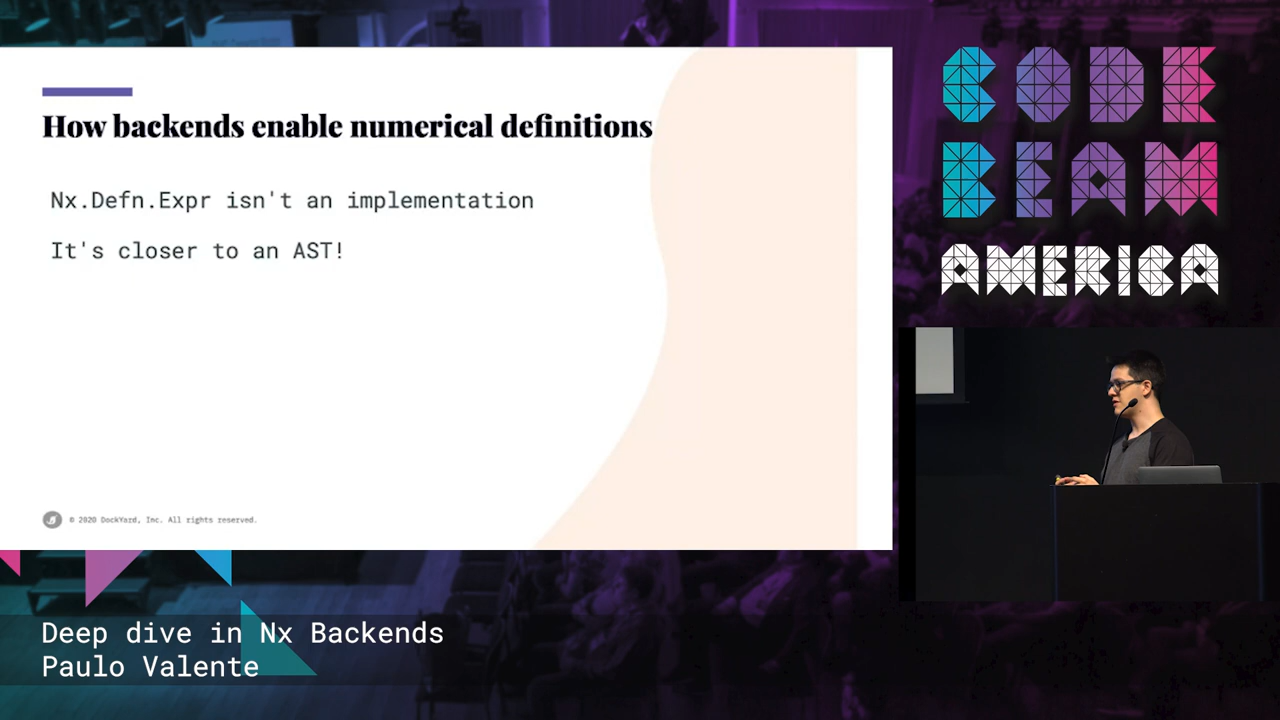 How backends enable numerical definitions
Nx.Defn.Expr isn't an implementation
It's closer to an AST!
© 2020 DockYard, Inc. All rights reserved.
CODE
BEAM
AMERICA
Deep dive in Nx Backends
Paulo Valente